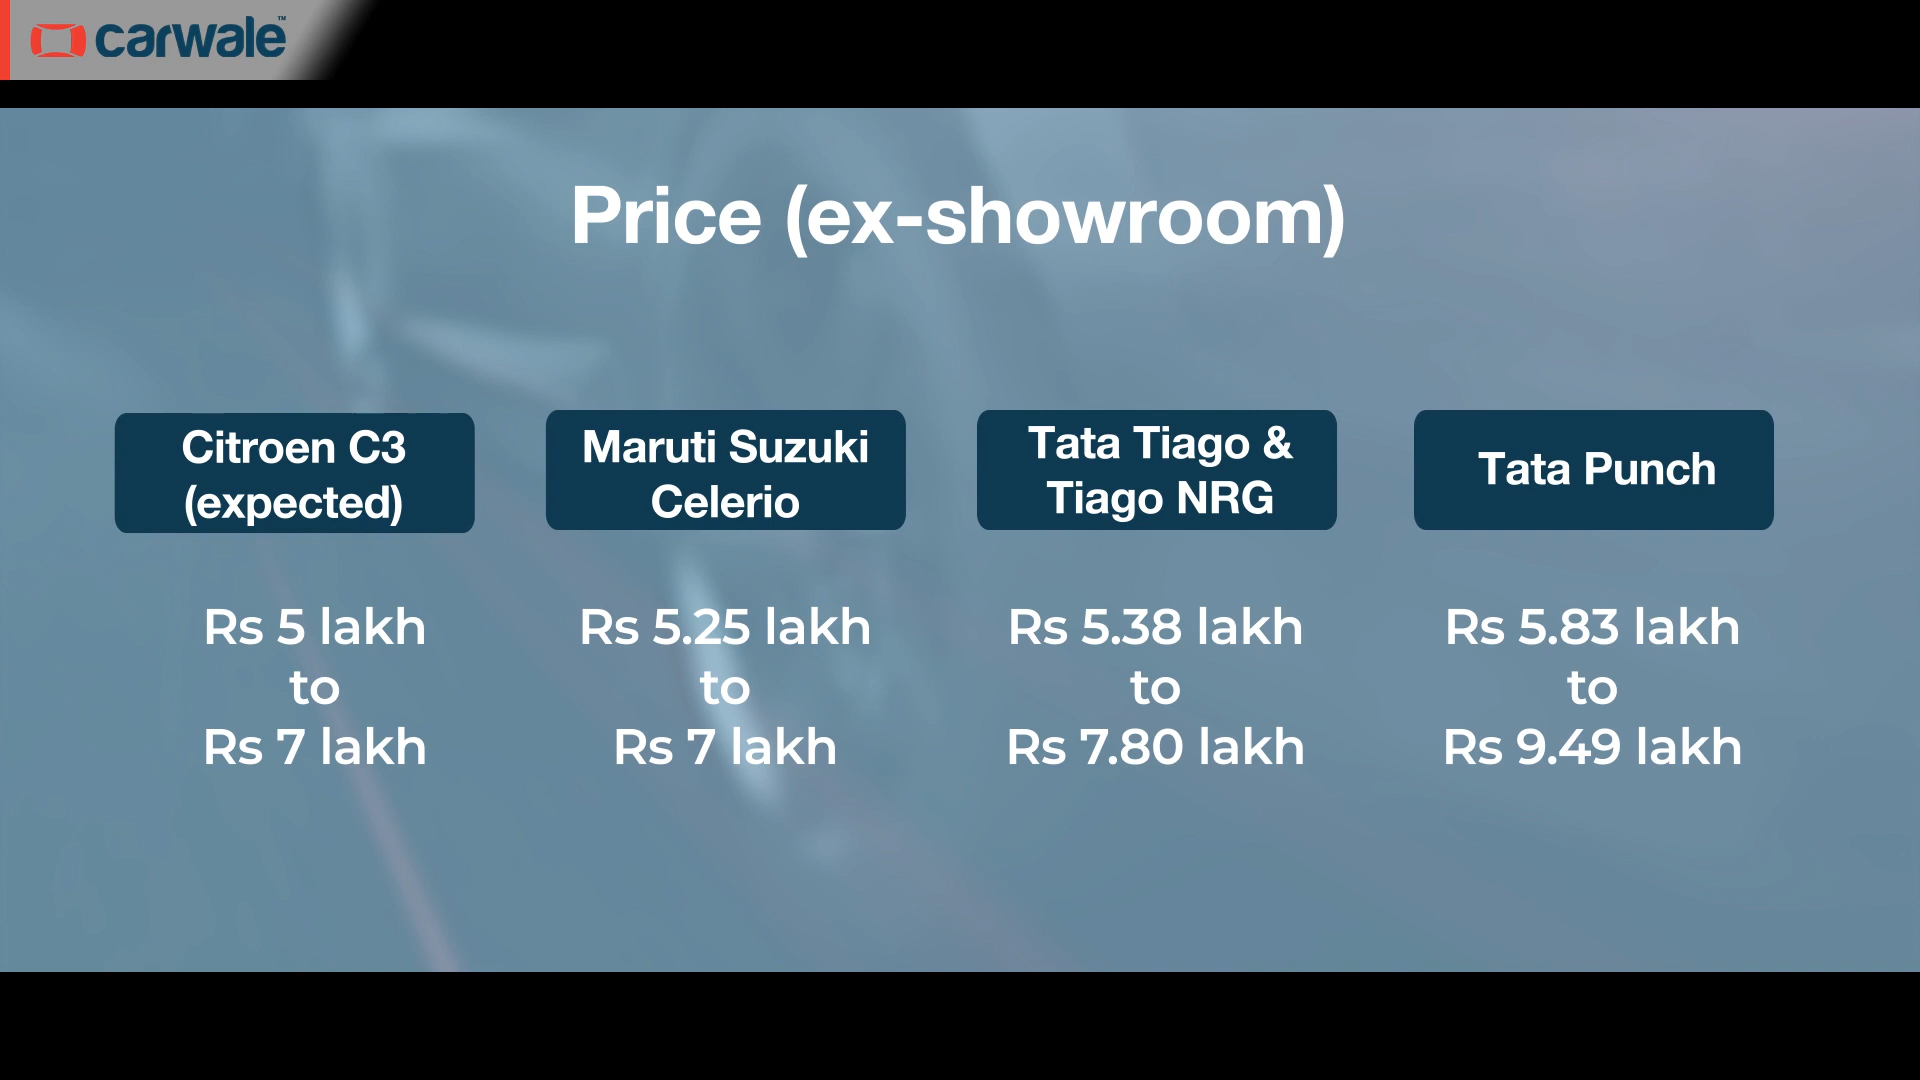 carwale™
Price (ex-showroom)
Citroen C3
(expected)
Rs 5 lakh
to
Rs 7 lakh
Maruti Suzuki
Celerio
Rs 5.25 lakh
to
Rs 7 lakh
Tata Tiago &
Tiago NRG
Rs 5.38 lakh
to
Rs 7.80 lakh
Tata Punch
Rs 5.83 lakh
to
Rs 9.49 lakh